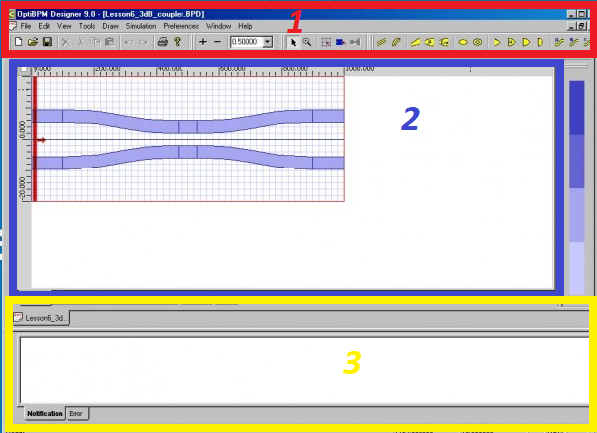 OptiBPM Designer 9.0 - [Lesson6_3dB_coupler.BPD]
1
File Edit View Tools Draw Simulation Preferences Window Help
0.50000
0.000 200.000 400.000 600.000 800.000 1000.000
2
0.000
-20.000
Lesson6_3d...
3
Notification Error